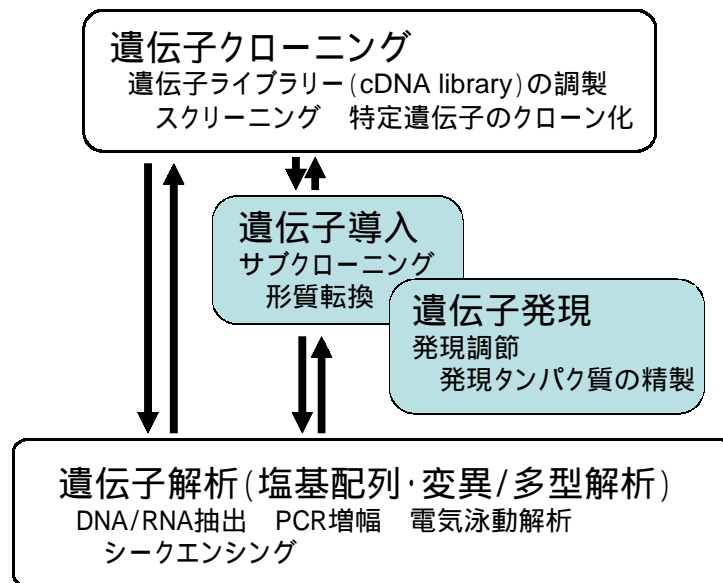 遺伝子クローニング
遺伝子ライブラリー(cDNA library)の調製
スクリーニング 特定遺伝子のクローン化
遺伝子導入
サブクローニング
形質転換
遺伝子発現
発現調節
発現タンパク質の精製
遺伝子解析(塩基配列・変異/多型解析)
DNA/RNA抽出 PCR増幅 電気泳動解析
シークエンシング